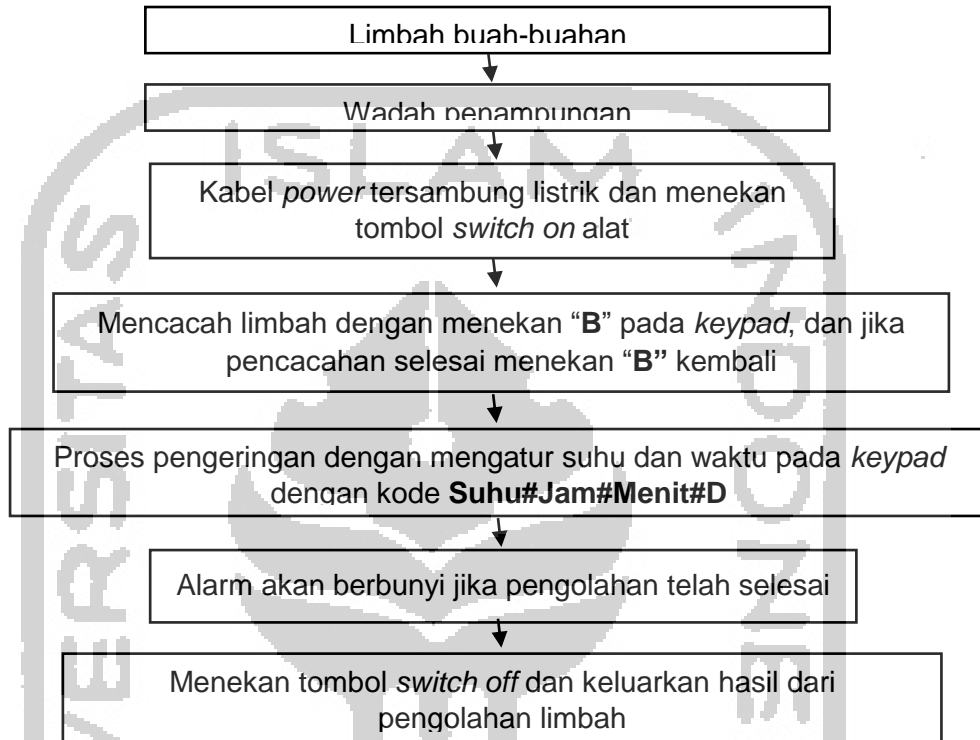 Limbah buah-buahan
Wadah penampungan
Kabel power tersambung listrik dan menekan
tombol switch on alat
Mencacah limbah dengan menekan “B” pada keypad, dan jika
pencacahan selesai menekan “B” kembali
Proses pengeringan dengan mengatur suhu dan waktu pada keypad
dengan kode Suhu#Jam#Menit#D
Alarm akan berbunyi jika pengolahan telah selesai
Menekan tombol switch off dan keluarkan hasil dari
pengolahan limbah
ISLAM
VERSITAS
INDONE